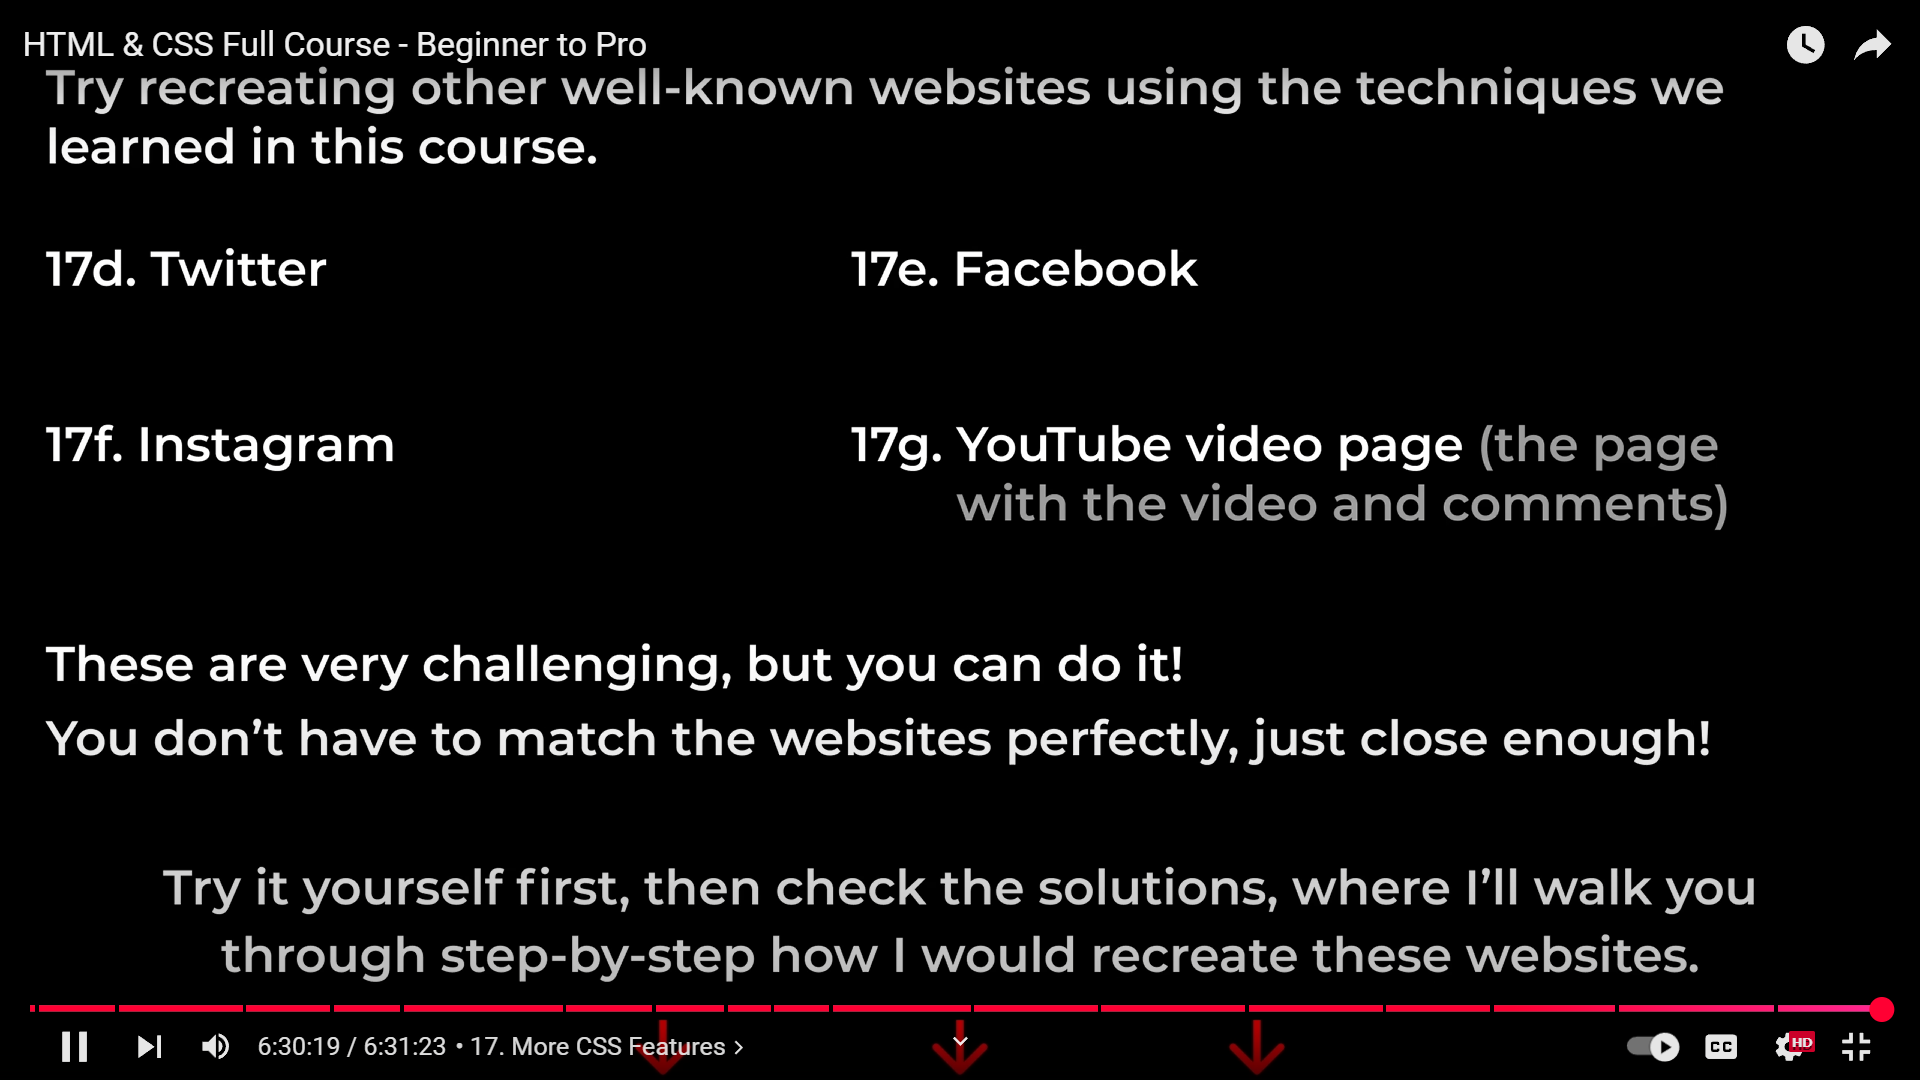 HTML & CSS Full Course - Beginner to Pro
Try recreating other well-known websites using the techniques we
learned in this course.
17d. Twitter
17e. Facebook
17f. Instagram
17g. YouTube video page (the page
with the video and comments)
These are very challenging, but you can do it!
You don’t have to match the websites perfectly, just close enough!
Try it yourself first, then check the solutions, where I’ll walk you
through step-by-step how I would recreate these websites.
6:30:19 / 6:31:23 • 17. More CSS Features >
CC
HD